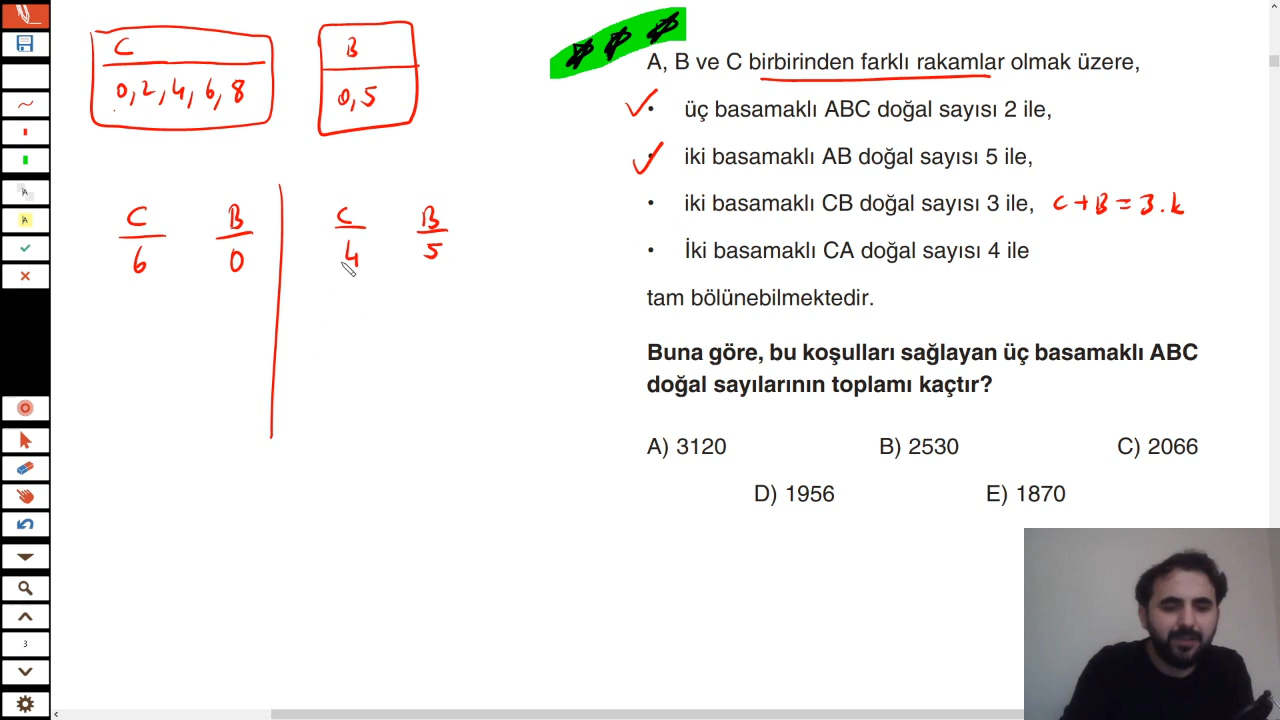 C
0, 2, 4, 6, 8
B
0, 5
C B
6 0
C B
4 5
A, B ve C birbirinden farklı rakamlar olmak üzere,
• üç basamaklı ABC doğal sayısı 2 ile,
• iki basamaklı AB doğal sayısı 5 ile,
• iki basamaklı CB doğal sayısı 3 ile, C + B = 3.k
• İki basamaklı CA doğal sayısı 4 ile
tam bölünebilmektedir.
Buna göre, bu koşulları sağlayan üç basamaklı ABC
doğal sayılarının toplamı kaçtır?
A) 3120 B) 2530 C) 2066
D) 1956 E) 1870
A
A
3